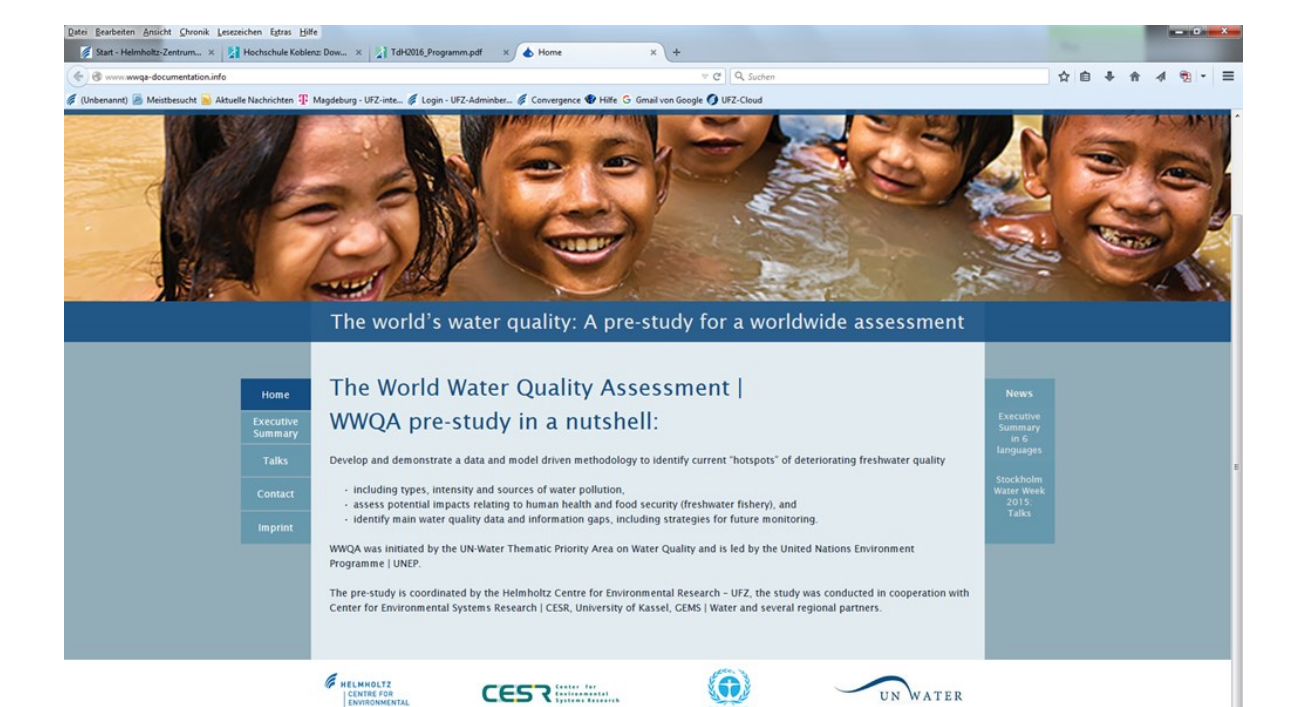 Datei Bearbeiten Ansicht Chronik Lesezeichen Extras Hilfe
Start - Helmholtz-Zentrum... × Hochschule Koblenz: Dow... × TdH2016_Programm.pdf × Home × +
www.wwqa-documentation.info Suchen
(Unbenannt) Meistbesucht Aktuelle Nachrichten Magdeburg - UFZ-inte... Login - UFZ-Adminber... Convergence Hilfe Gmail von Google UFZ-Cloud
The world's water quality: A pre-study for a worldwide assessment
Home
Executive
Summary
Talks
Contact
Imprint
The World Water Quality Assessment |
WWQA pre-study in a nutshell:
Develop and demonstrate a data and model driven methodology to identify current "hotspots" of deteriorating freshwater quality
- including types, intensity and sources of water pollution,
- assess potential impacts relating to human health and food security (freshwater fishery), and
- identify main water quality data and information gaps, including strategies for future monitoring.
WWQA was initiated by the UN-Water Thematic Priority Area on Water Quality and is led by the United Nations Environment
Programme | UNEP.
The pre-study is coordinated by the Helmholtz Centre for Environmental Research – UFZ, the study was conducted in cooperation with
Center for Environmental Systems Research | CESR, University of Kassel, GEMS | Water and several regional partners.
News
Executive
Summary
in 6
languages
Stockholm
Water Week
2015:
Talks
HELMHOLTZ
CENTRE FOR
ENVIRONMENTAL
CESR
Center for
Environmental
Systems Research
UN WATER